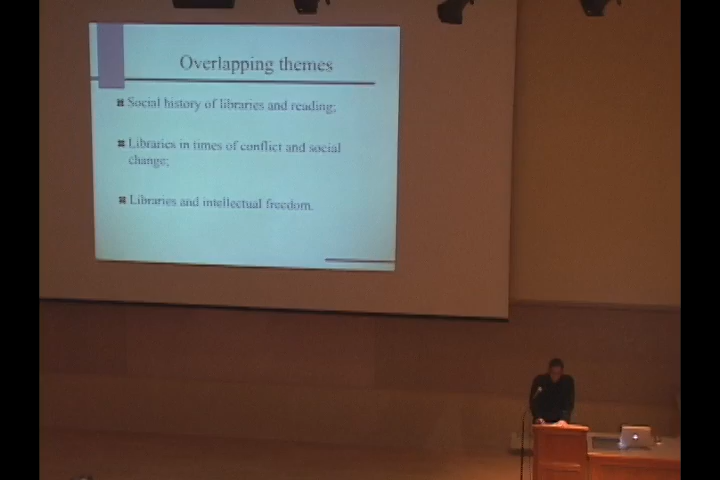 Overlapping themes
Social history of libraries and reading;
Libraries in times of conflict and social
change;
Libraries and intellectual freedom.